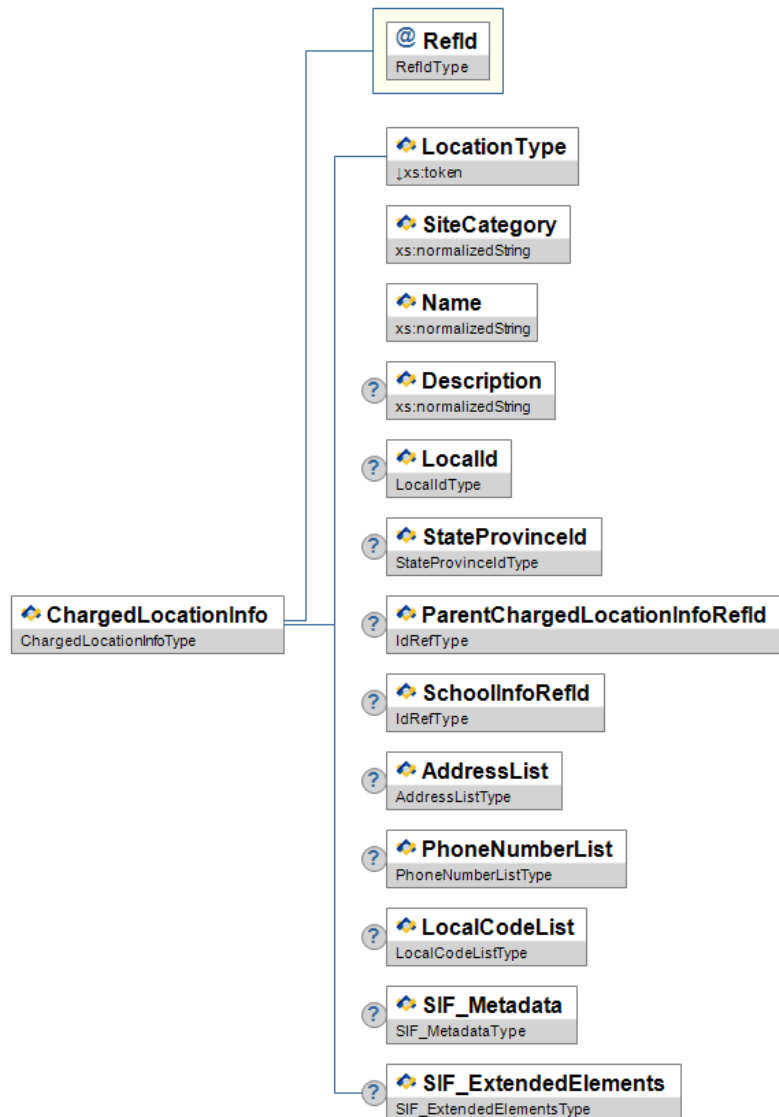 @ RefId
RefIdType
LocationType
↓xs:token
SiteCategory
xs:normalizedString
Name
xs:normalizedString
? Description
xs:normalizedString
? LocalId
LocalIdType
? StateProvinceId
StateProvinceIdType
ChargedLocationInfo
ChargedLocationInfoType
? ParentChargedLocationInfoRefId
IdRefType
? SchoolInfoRefId
IdRefType
? AddressList
AddressListType
? PhoneNumberList
PhoneNumberListType
? LocalCodeList
LocalCodeListType
? SIF_Metadata
SIF_MetadataType
? SIF_ExtendedElements
SIF_ExtendedElementsType